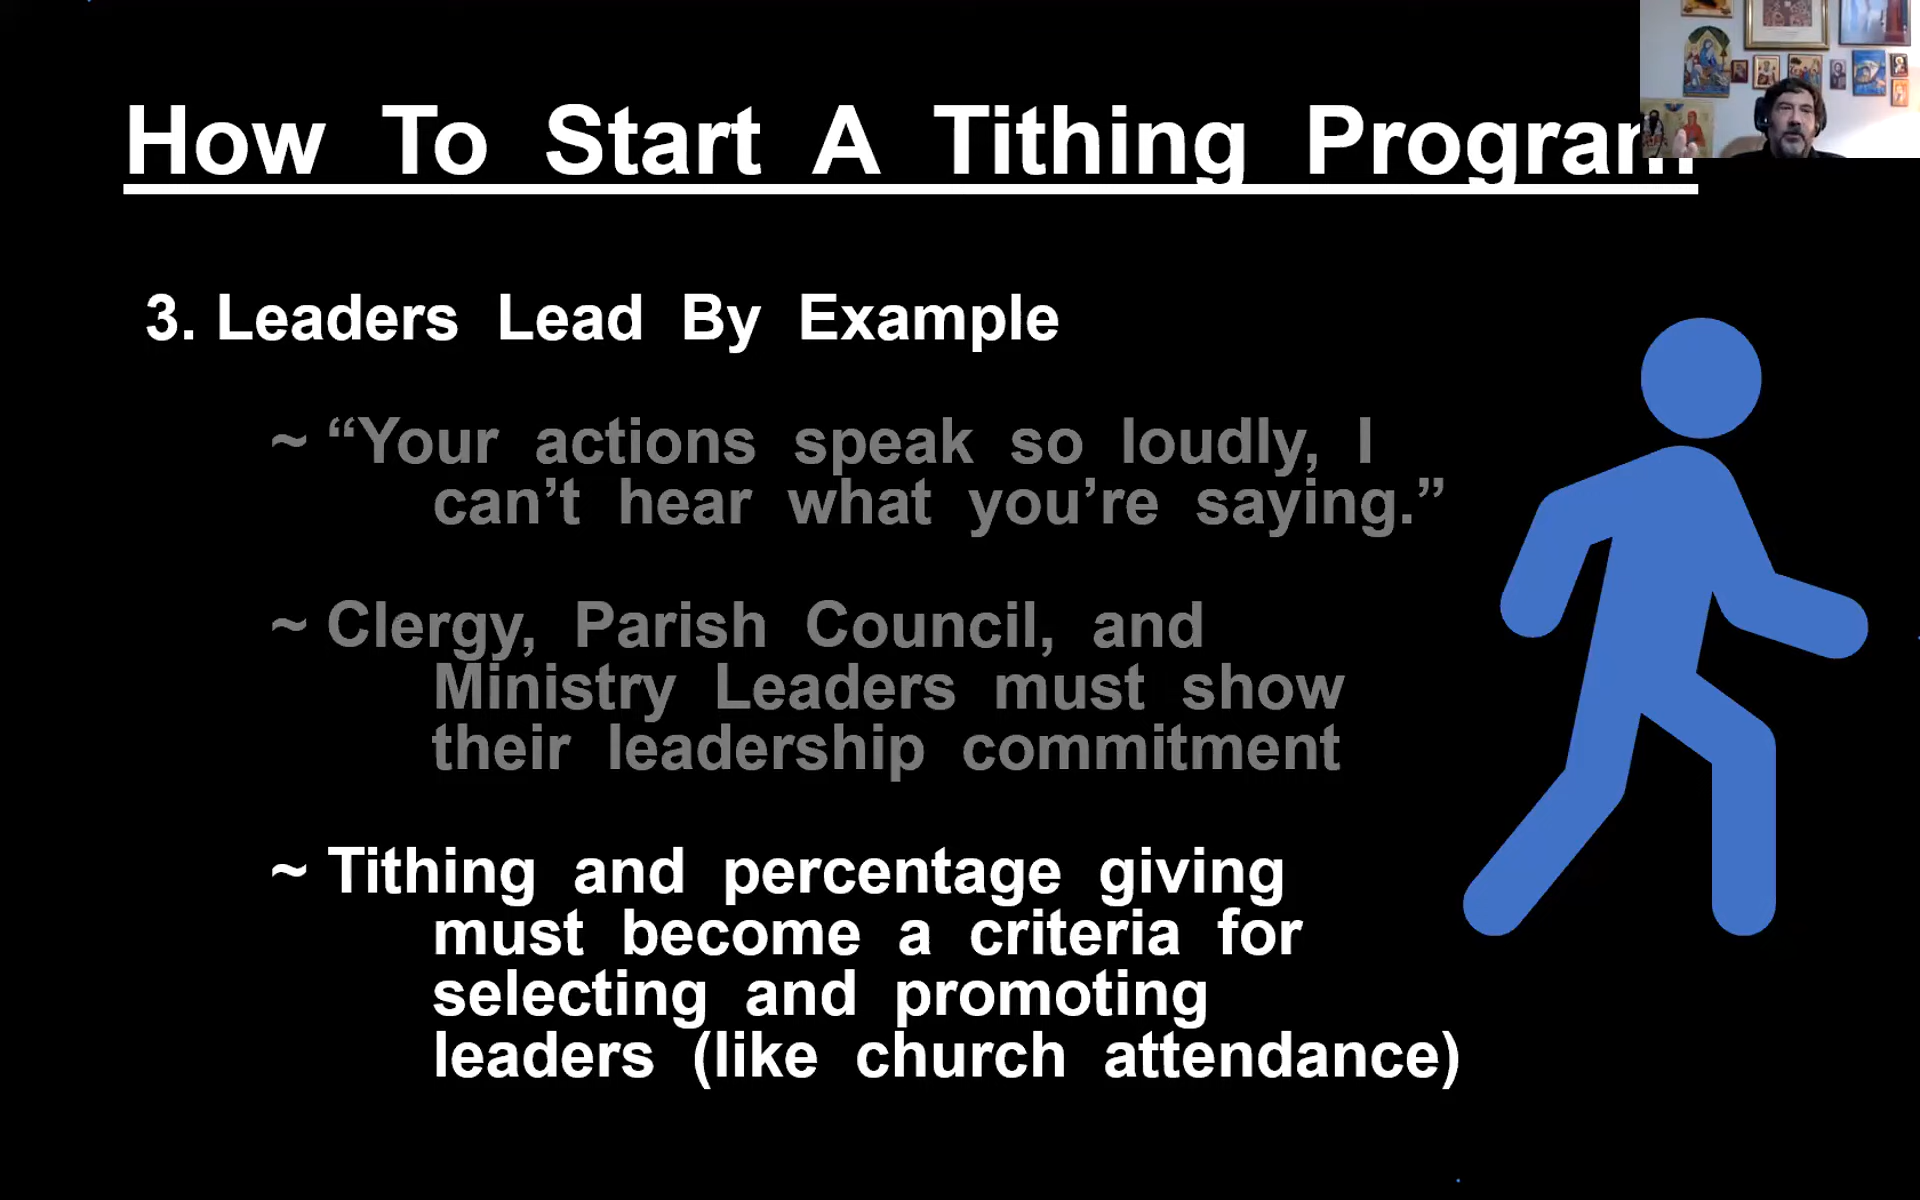 How To Start A Tithing Program
3. Leaders Lead By Example
~ “Your actions speak so loudly, I
can’t hear what you’re saying.”
~ Clergy, Parish Council, and
Ministry Leaders must show
their leadership commitment
~ Tithing and percentage giving
must become a criteria for
selecting and promoting
leaders (like church attendance)